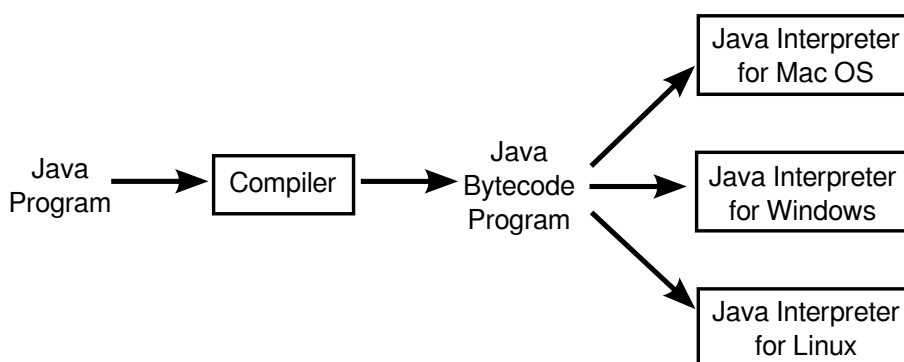 Java
Program
Compiler
Java
Bytecode
Program
Java Interpreter
for Mac OS
Java Interpreter
for Windows
Java Interpreter
for Linux